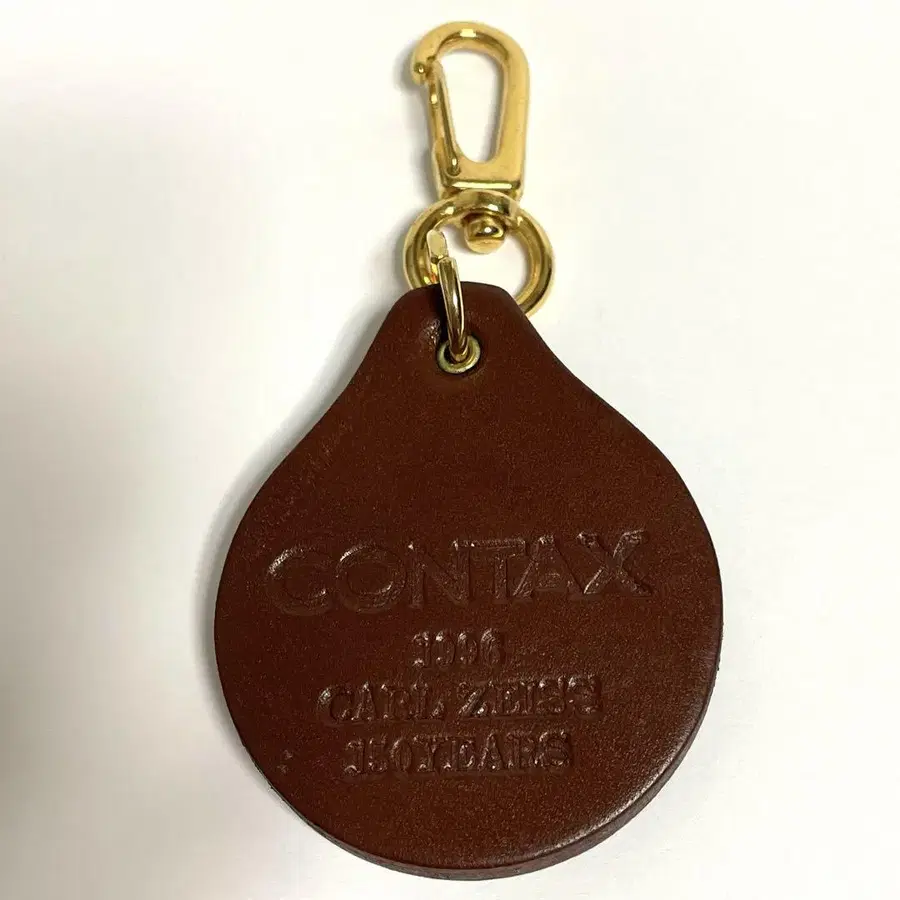 CONTAX
1996
CARL ZEISS
150YEARS